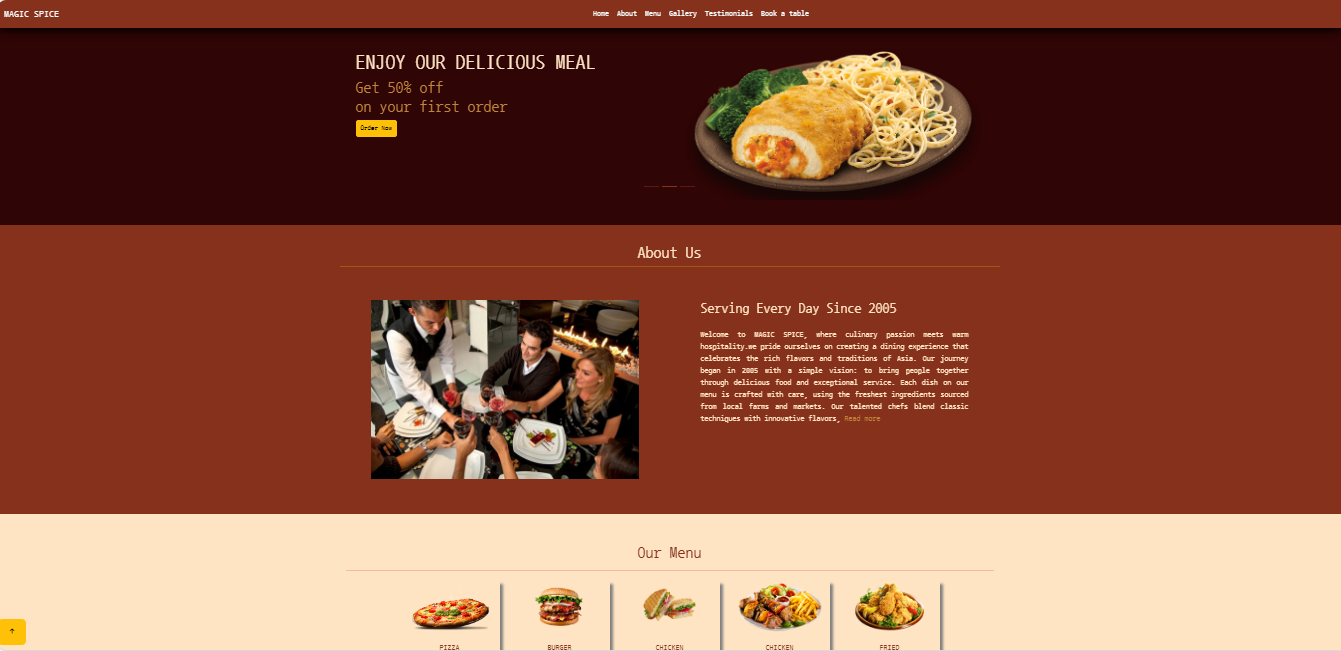 MAGIC SPICE
Home About Menu Gallery Testimonials Book a table
ENJOY OUR DELICIOUS MEAL
Get 50% off
on your first order
Order Now
About Us
Serving Every Day Since 2005
Welcome to MAGIC SPICE, where culinary passion meets warm
hospitality.we pride ourselves on creating a dining experience that
celebrates the rich flavors and traditions of Asia. Our journey
began in 2005 with a simple vision: to bring people together
through delicious food and exceptional service. Each dish on our
menu is crafted with care, using the freshest ingredients sourced
from local farms and markets. Our talented chefs blend classic
techniques with innovative flavors, Read more
Our Menu
PIZZA BURGER CHICKEN CHICKEN FRIED
↑